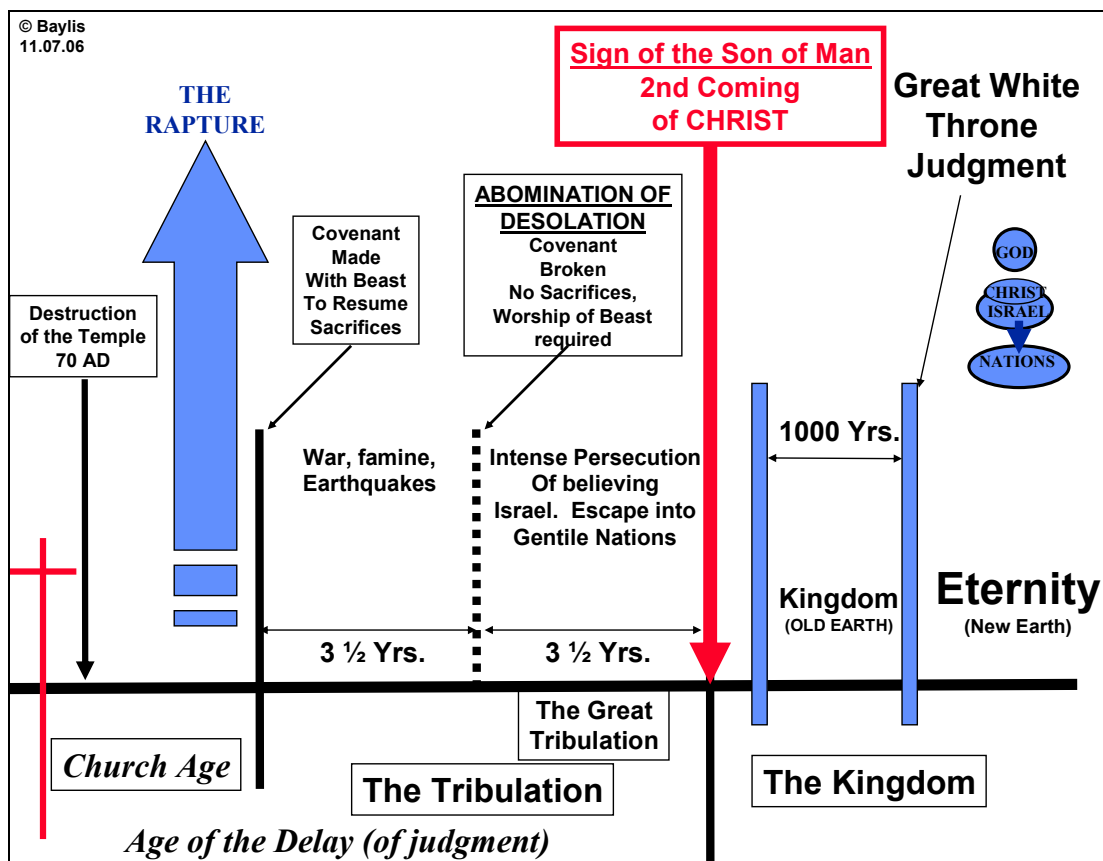 © Baylis
11.07.06
THE
RAPTURE
Sign of the Son of Man
2nd Coming
of CHRIST
Great White
Throne
Judgment
Destruction
of the Temple
70 AD
Covenant
Made
With Beast
To Resume
Sacrifices
ABOMINATION OF
DESOLATION
Covenant
Broken
No Sacrifices,
Worship of Beast
required
GOD
CHRIST
ISRAEL
NATIONS
War, famine,
Earthquakes
Intense Persecution
Of believing
Israel.  Escape into
Gentile Nations
1000 Yrs.
Kingdom
(OLD EARTH)
Eternity
(New Earth)
3 ½ Yrs.
3 ½ Yrs.
Church Age
The Great
Tribulation
The Tribulation
The Kingdom
Age of the Delay (of judgment)